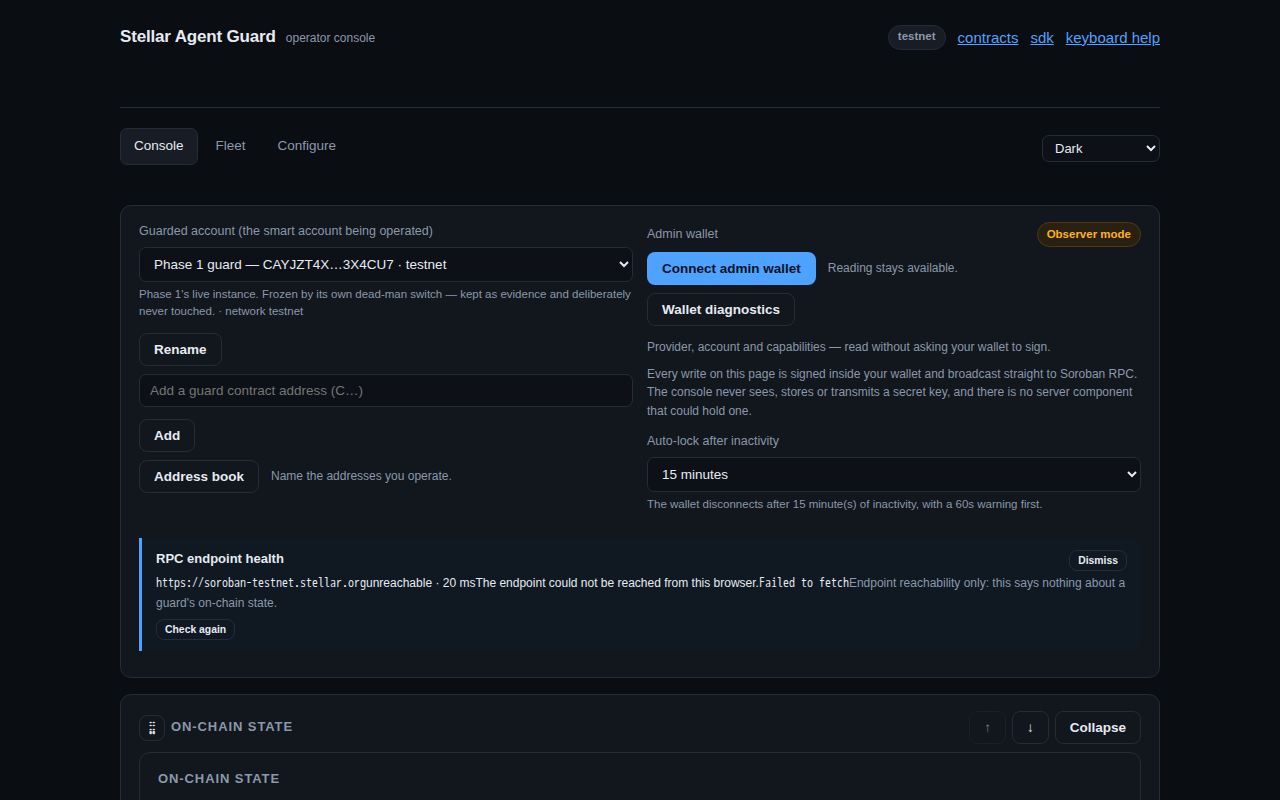 Stellar Agent Guard operator console
testnet contracts sdk keyboard help
Console Fleet Configure
Dark
Guarded account (the smart account being operated)
Phase 1 guard — CAYJZT4X…3X4CU7 · testnet
Phase 1's live instance. Frozen by its own dead-man switch — kept as evidence and deliberately
never touched. · network testnet
Rename
Add a guard contract address (C…)
Add
Address book Name the addresses you operate.
Admin wallet
Observer mode
Connect admin wallet Reading stays available.
Wallet diagnostics
Provider, account and capabilities — read without asking your wallet to sign.
Every write on this page is signed inside your wallet and broadcast straight to Soroban RPC.
The console never sees, stores or transmits a secret key, and there is no server component
that could hold one.
Auto-lock after inactivity
15 minutes
The wallet disconnects after 15 minute(s) of inactivity, with a 60s warning first.
RPC endpoint health
Dismiss
https://soroban-testnet.stellar.orgunreachable · 20 msThe endpoint could not be reached from this browser.Failed to fetchEndpoint reachability only: this says nothing about a
guard's on-chain state.
Check again
ON-CHAIN STATE
↑ ↓ Collapse
ON-CHAIN STATE